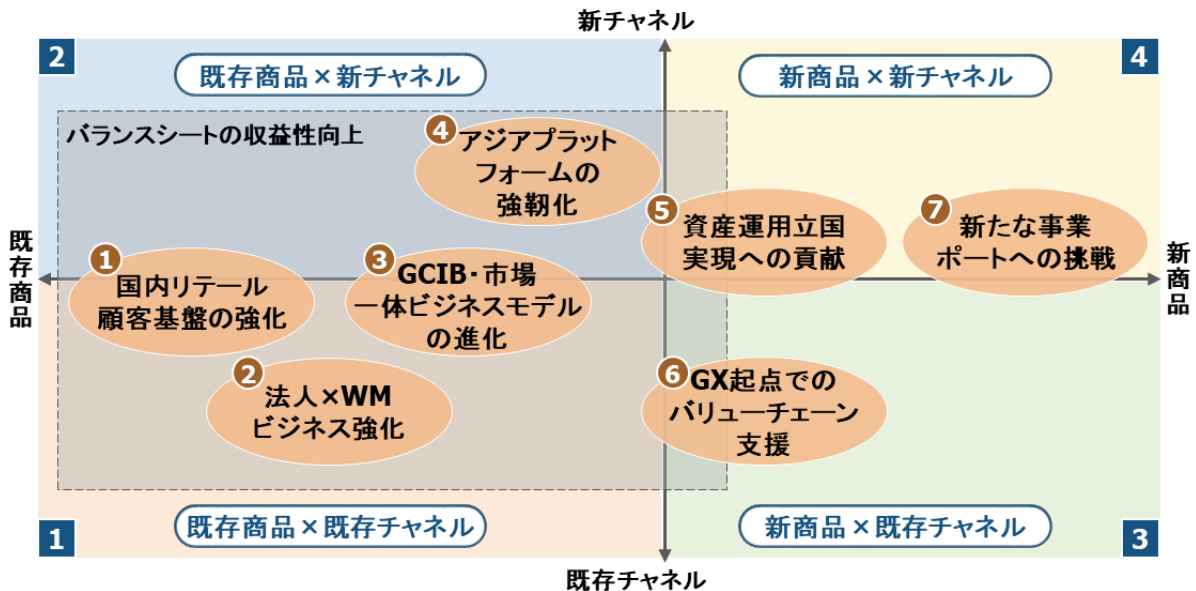 新チャネル
2
既存商品×新チャネル
新商品×新チャネル
4
バランスシートの収益性向上
4
アジアプラット
フォームの
強靭化
5
資産運用立国
実現への貢献
7
新たな事業
ポートへの挑戦
既存商品
1
国内リテール
顧客基盤の強化
3
GCIB・市場
一体ビジネスモデル
の進化
新商品
2
法人×WM
ビジネス強化
6
GX起点での
バリューチェーン
支援
1
既存商品×既存チャネル
新商品×既存チャネル
3
既存チャネル